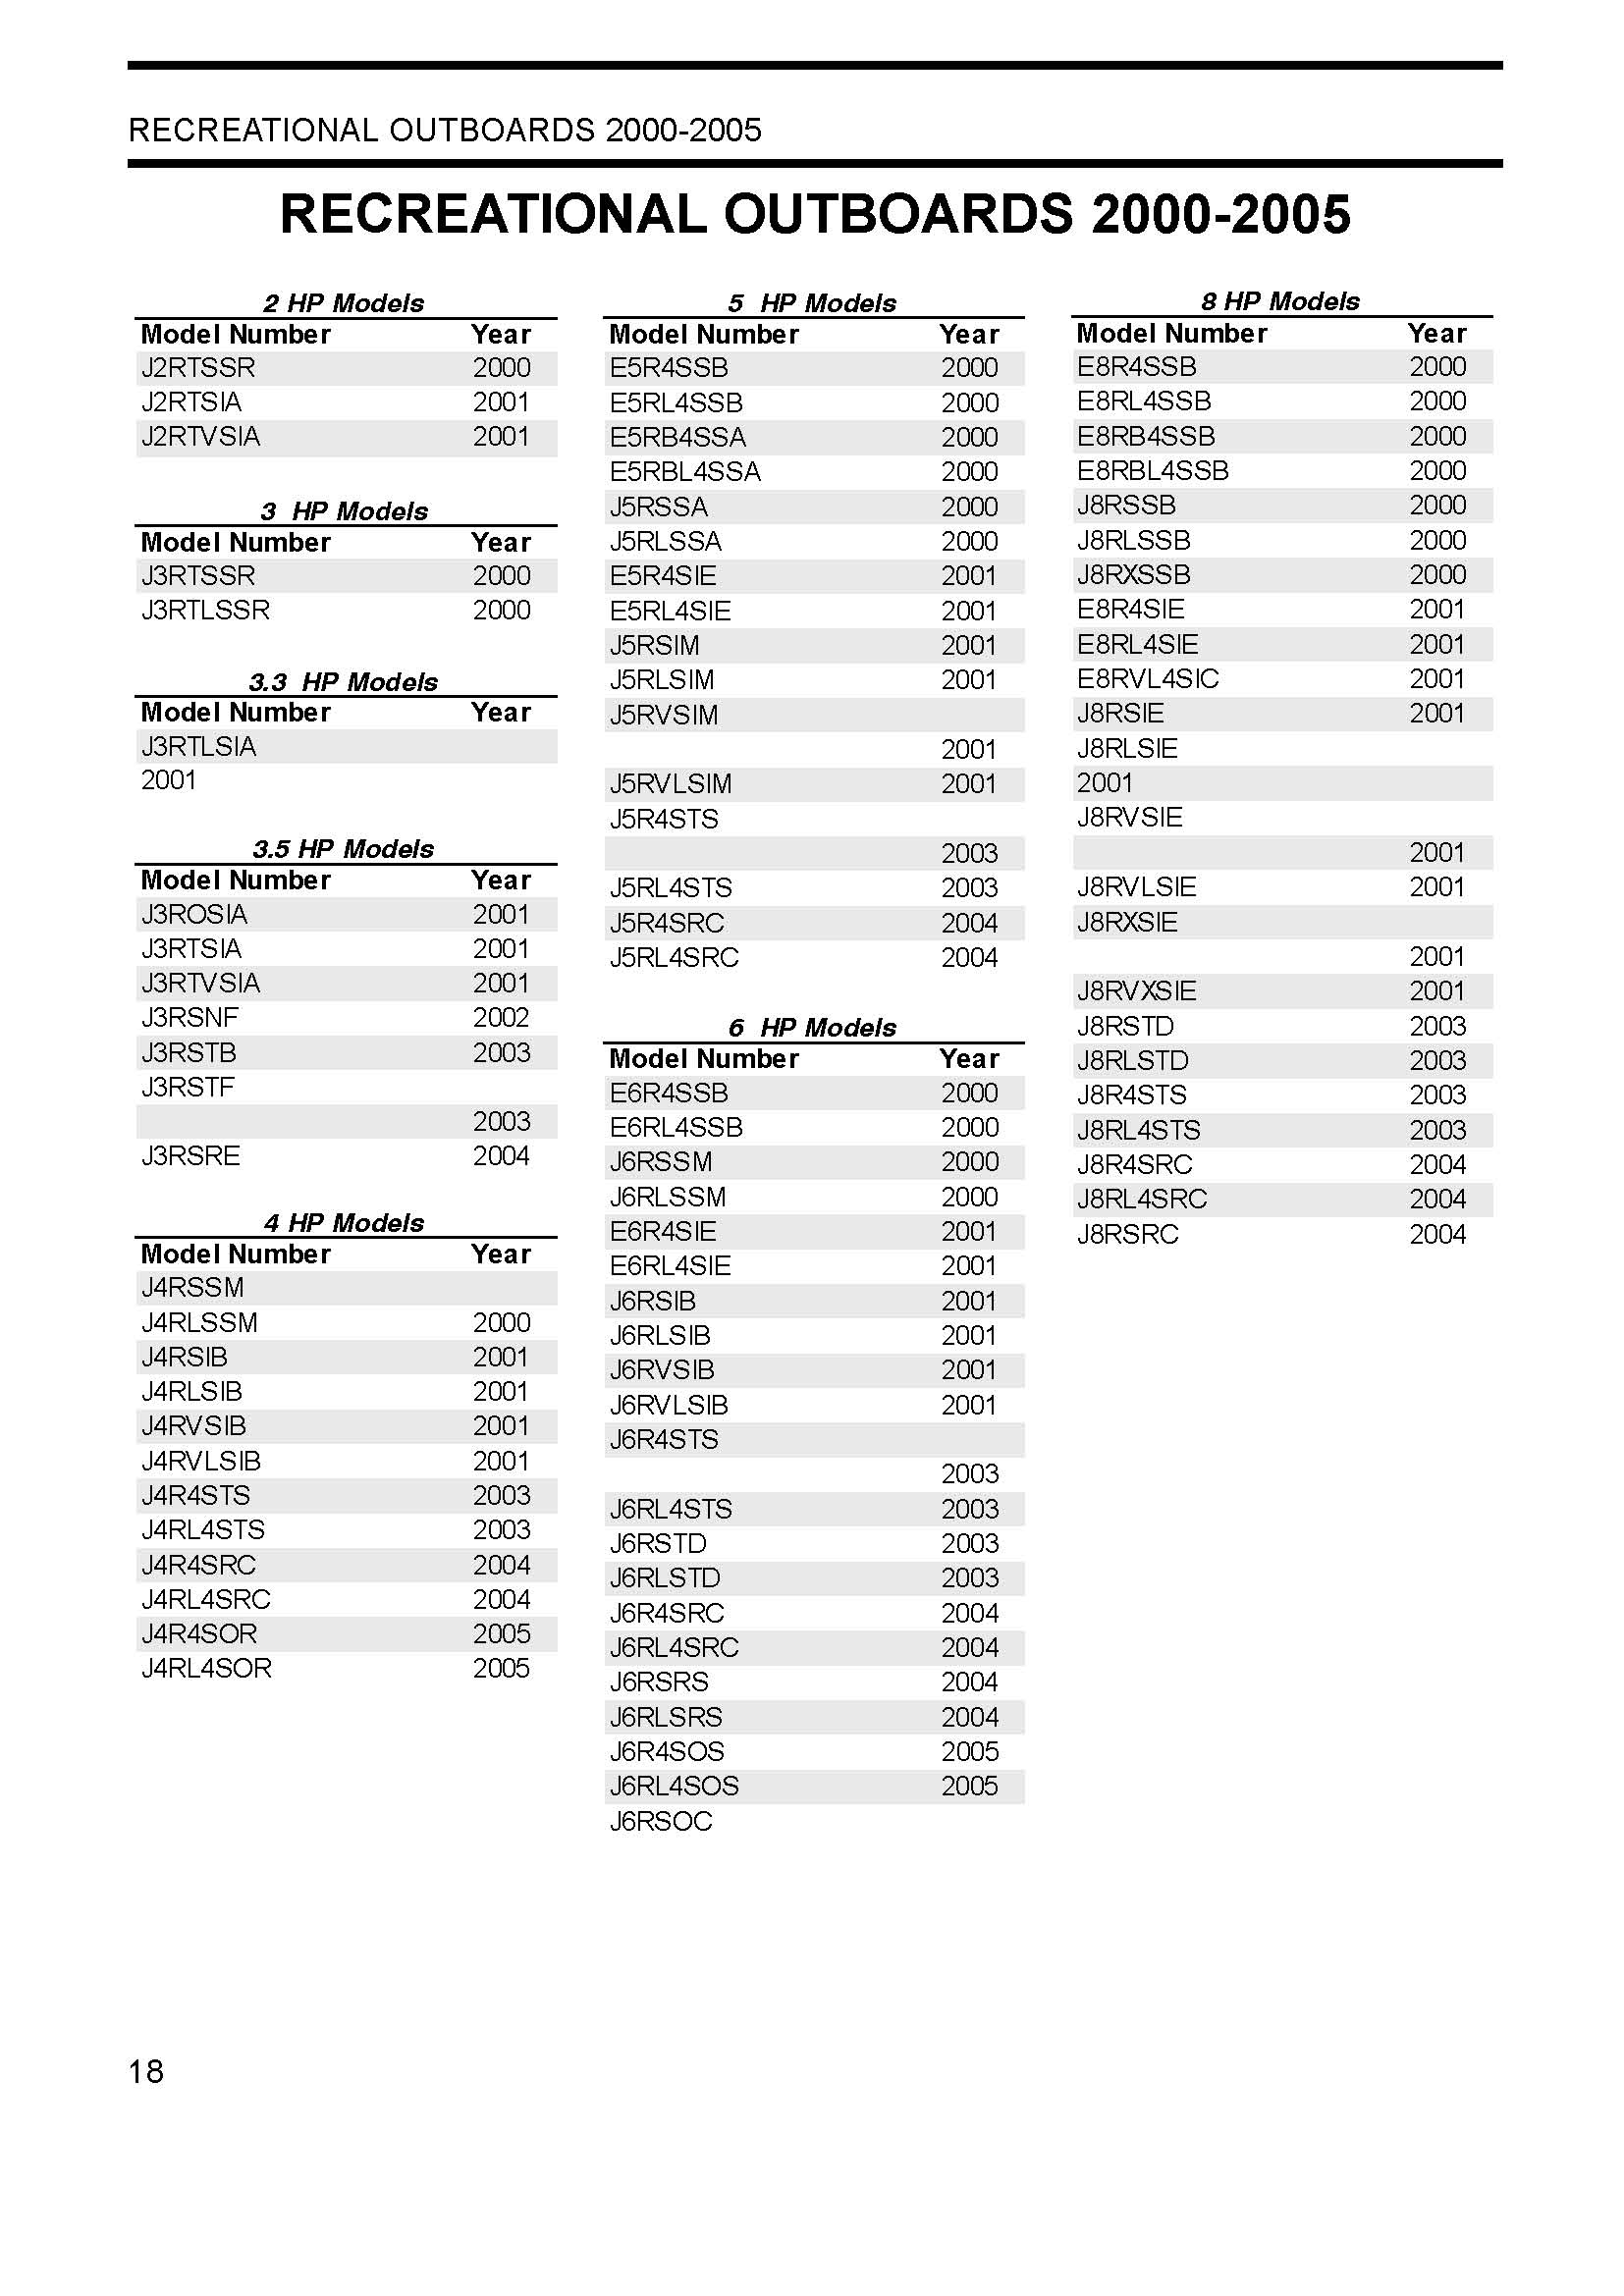 RECREATIONAL OUTBOARDS 2000-2005
RECREATIONAL OUTBOARDS 2000-2005
2 HP Models
Model Number Year
J2RTSSR 2000
J2RTSIA 2001
J2RTVSIA 2001
3 HP Models
Model Number Year
J3RTSSR 2000
J3RTLSSR 2000
3.3 HP Models
Model Number Year
J3RTLSIA
2001
3.5 HP Models
Model Number Year
J3ROSIA 2001
J3RTSIA 2001
J3RTVSIA 2001
J3RSNF 2002
J3RSTB 2003
J3RSTF
2003
J3RSRE 2004
4 HP Models
Model Number Year
J4RSSM
J4RLSSM 2000
J4RSIB 2001
J4RLSIB 2001
J4RVSIB 2001
J4RVLSIB 2001
J4R4STS 2003
J4RL4STS 2003
J4R4SRC 2004
J4RL4SRC 2004
J4R4SOR 2005
J4RL4SOR 2005
5 HP Models
Model Number Year
E5R4SSB 2000
E5RL4SSB 2000
E5RB4SSA 2000
E5RBL4SSA 2000
J5RSSA 2000
J5RLSSA 2000
E5R4SIE 2001
E5RL4SIE 2001
J5RSIM 2001
J5RLSIM 2001
J5RVSIM
2001
J5RVLSIM 2001
J5R4STS
2003
J5RL4STS 2003
J5R4SRC 2004
J5RL4SRC 2004
6 HP Models
Model Number Year
E6R4SSB 2000
E6RL4SSB 2000
J6RSSM 2000
J6RLSSM 2000
E6R4SIE 2001
E6RL4SIE 2001
J6RSIB 2001
J6RLSIB 2001
J6RVSIB 2001
J6RVLSIB 2001
J6R4STS
2003
J6RL4STS 2003
J6RSTD 2003
J6RLSTD 2003
J6R4SRC 2004
J6RL4SRC 2004
J6RSRS 2004
J6RLSRS 2004
J6R4SOS 2005
J6RL4SOS 2005
J6RSOC
8 HP Models
Model Number Year
E8R4SSB 2000
E8RL4SSB 2000
E8RB4SSB 2000
E8RBL4SSB 2000
J8RSSB 2000
J8RLSSB 2000
J8RXSSB 2000
E8R4SIE 2001
E8RL4SIE 2001
E8RVL4SIC 2001
J8RSIE 2001
J8RLSIE
2001
J8RVSIE
2001
J8RVLSIE 2001
J8RXSIE
2001
J8RVXSIE 2001
J8RSTD 2003
J8RLSTD 2003
J8R4STS 2003
J8RL4STS 2003
J8R4SRC 2004
J8RL4SRC 2004
J8RSRC 2004
18